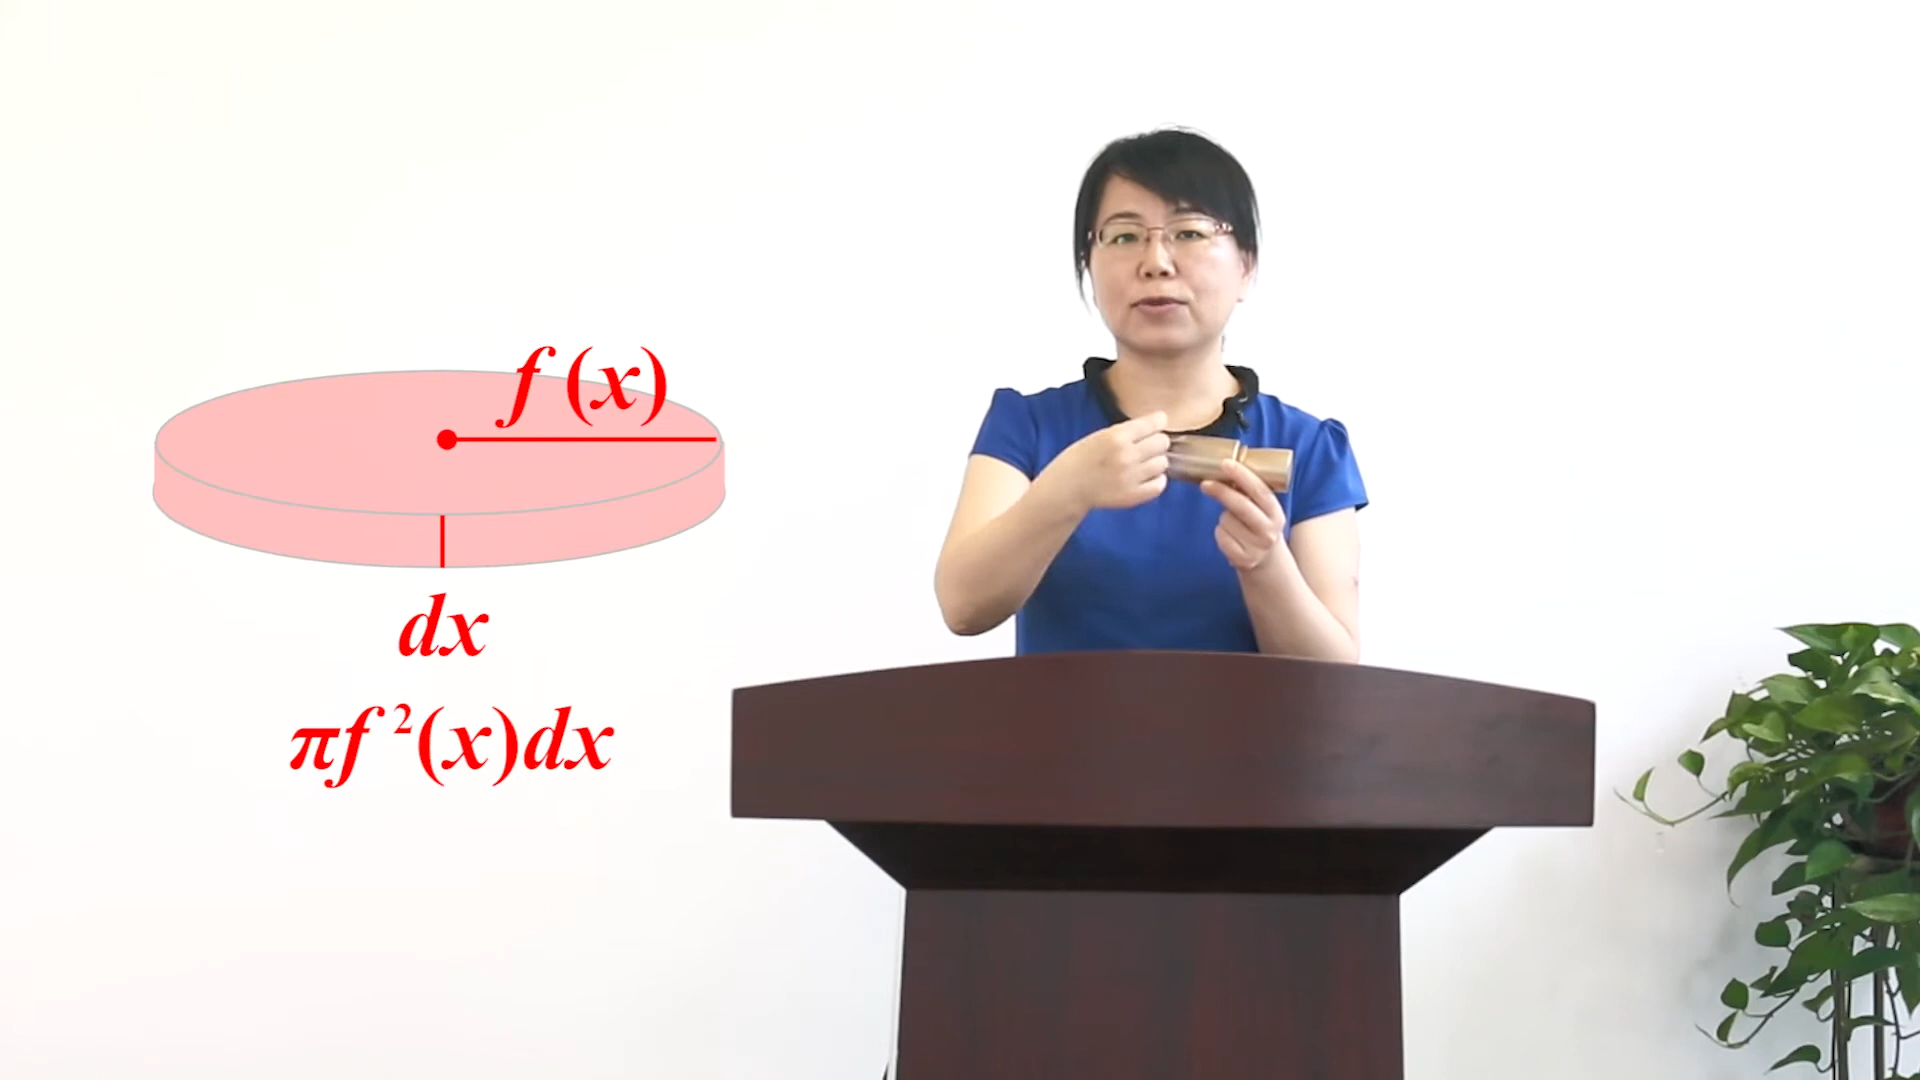 f (x)
dx
πf ²(x)dx